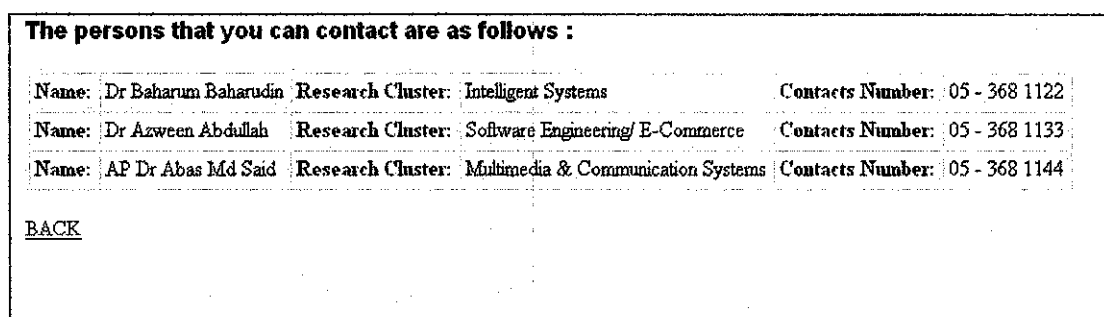 The persons that you can contact are as follows :
Name: Dr Baharum Baharudin Research Cluster: Intelligent Systems Contacts Number: 05 - 368 1122
Name: Dr Azween Abdullah Research Cluster: Software Engineering/ E-Commerce Contacts Number: 05 - 368 1133
Name: AP Dr Abas Md Said Research Cluster: Multimedia & Communication Systems Contacts Number: 05 - 368 1144
BACK